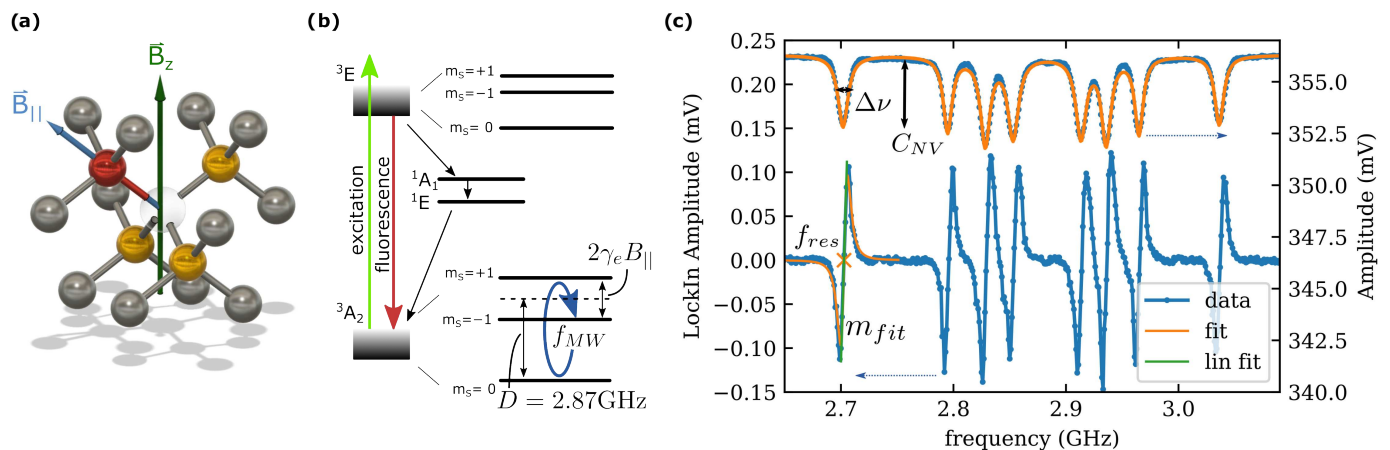 (a)
B⃗z
B⃗||
(b)
³E
mS=+1
mS=−1
mS= 0
excitation
fluorescence
¹A₁
¹E
³A₂
mS=+1
mS=−1
mS= 0
2γeB||
fMW
D = 2.87GHz
(c)
LockIn Amplitude (mV)
0.25
0.20
0.15
0.10
0.05
0.00
−0.05
−0.10
−0.15
Δν
CNV
fres
mfit
data
fit
lin fit
355.0
352.5
350.0
347.5
345.0
342.5
340.0
Amplitude (mV)
2.7
2.8
2.9
3.0
frequency (GHz)